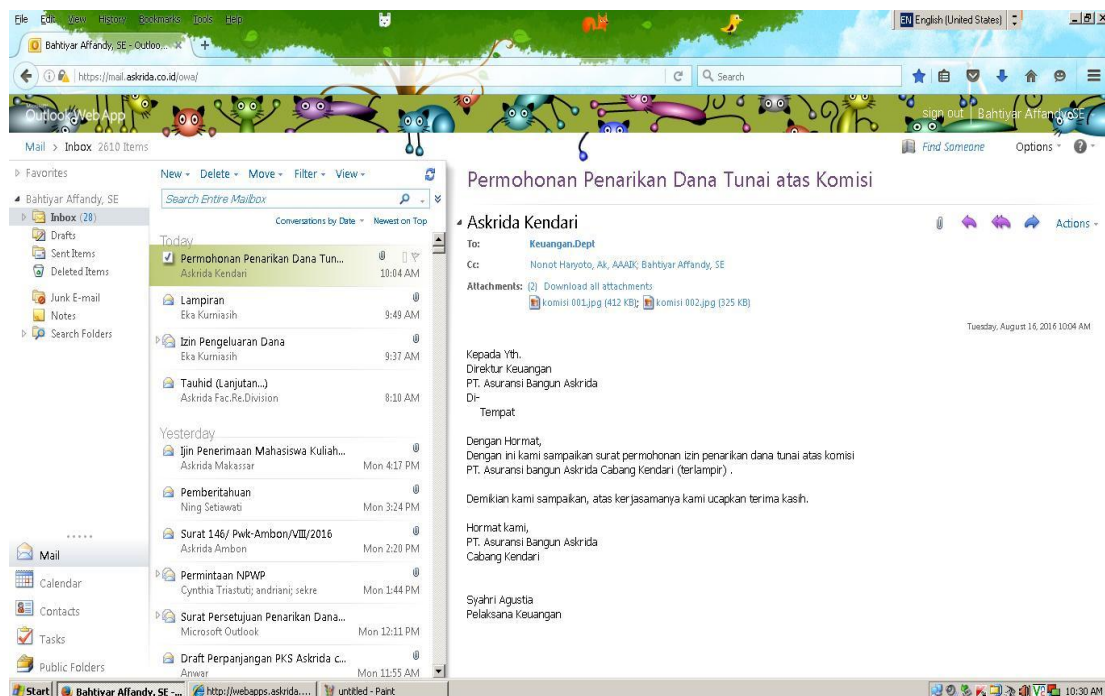 File Edit View History Bookmarks Tools Help
EN English (United States)
Bahtiyar Affandy, SE - Outloo...
https://mail.askrida.co.id/owa/
Search
Outlook Web App
sign out Bahtiyar Affandy, SE
Mail > Inbox 2610 Items
Find Someone Options
Favorites
Bahtiyar Affandy, SE
Inbox (28)
Drafts
Sent Items
Deleted Items
Junk E-mail
Notes
Search Folders
Mail
Calendar
Contacts
Tasks
Public Folders
New Delete Move Filter View
Search Entire Mailbox
Conversations by Date Newest on Top
Today
Permohonan Penarikan Dana Tun...
Askrida Kendari 10:04 AM
Lampiran
Eka Kurniasih 9:49 AM
Izin Pengeluaran Dana
Eka Kurniasih 9:37 AM
Tauhid (Lanjutan...)
Askrida Fac.Re.Division 8:10 AM
Yesterday
Ijin Penerimaan Mahasiswa Kuliah...
Askrida Makassar Mon 4:17 PM
Pemberitahuan
Ning Setiawati Mon 3:24 PM
Surat 146/ Pwk-Ambon/VIII/2016
Askrida Ambon Mon 2:20 PM
Permintaan NPWP
Cynthia Triastuti; andriani; sekre Mon 1:44 PM
Surat Persetujuan Penarikan Dana...
Microsoft Outlook Mon 12:11 PM
Draft Perpanjangan PKS Askrida c...
Anwar Mon 11:55 AM
Permohonan Penarikan Dana Tunai atas Komisi
Askrida Kendari
Actions
To: Keuangan.Dept
Cc: Nonot Haryoto, Ak, AAAIK; Bahtiyar Affandy, SE
Attachments: (2) Download all attachments
komisi 001.jpg (412 KB); komisi 002.jpg (325 KB)
Tuesday, August 16, 2016 10:04 AM
Kepada Yth.
Direktur Keuangan
PT. Asuransi Bangun Askrida
Di-
Tempat
Dengan Hormat,
Dengan ini kami sampaikan surat permohonan izin penarikan dana tunai atas komisi
PT. Asuransi bangun Askrida Cabang Kendari (terlampir) .
Demikian kami sampaikan, atas kerjasamanya kami ucapkan terima kasih.
Hormat kami,
PT. Asuransi Bangun Askrida
Cabang Kendari
Syahri Agustia
Pelaksana Keuangan
Start Bahtiyar Affandy, SE -... http://webapps.askrida.... untitled - Paint 10:30 AM